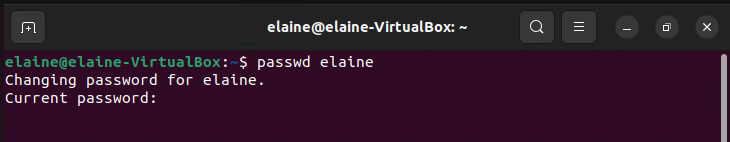 elaine@elaine-VirtualBox: ~
elaine@elaine-VirtualBox:~$ passwd elaine
Changing password for elaine.
Current password: